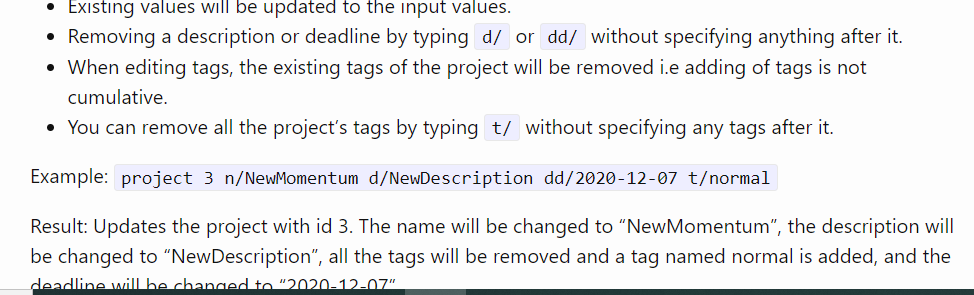 Existing values will be updated to the input values.
Removing a description or deadline by typing d/ or dd/ without specifying anything after it.
When editing tags, the existing tags of the project will be removed i.e adding of tags is not
cumulative.
You can remove all the project’s tags by typing t/ without specifying any tags after it.
Example: project 3 n/NewMomentum d/NewDescription dd/2020-12-07 t/normal
Result: Updates the project with id 3. The name will be changed to “NewMomentum”, the description will
be changed to “NewDescription”, all the tags will be removed and a tag named normal is added, and the
deadline will be changed to “2020-12-07”